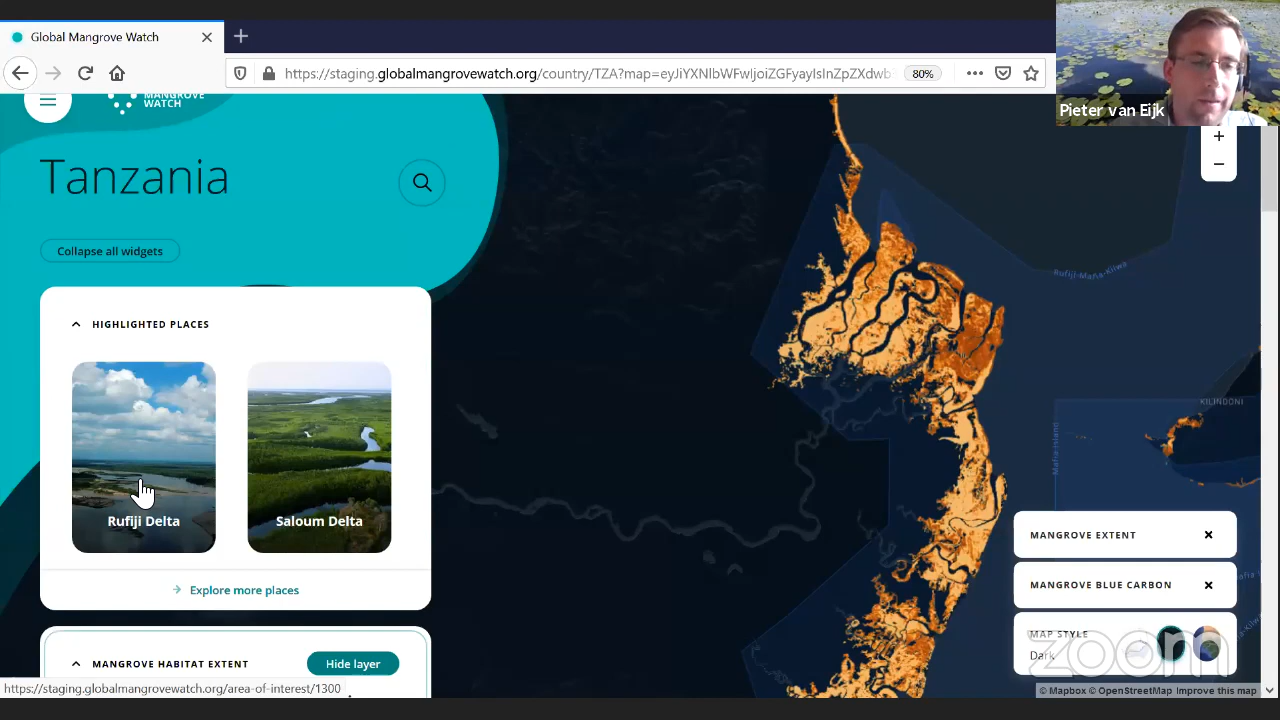 Global Mangrove Watch
https://staging.globalmangrovewatch.org/country/TZA?map=eyJiYXNlbWFwIjoiZGFyayIsInZpZXdwb
80%
Pieter van Eijk
MANGROVE
WATCH
Tanzania
Collapse all widgets
HIGHLIGHTED PLACES
Rufiji Delta
Saloum Delta
Explore more places
MANGROVE HABITAT EXTENT
Hide layer
https://staging.globalmangrovewatch.org/area-of-interest/1300
Rufiji-Mafia-Kilwa
KILINDONI
Mafia-Island
MANGROVE EXTENT
MANGROVE BLUE CARBON
MAP STYLE
Dark
zoom
© Mapbox © OpenStreetMap Improve this map